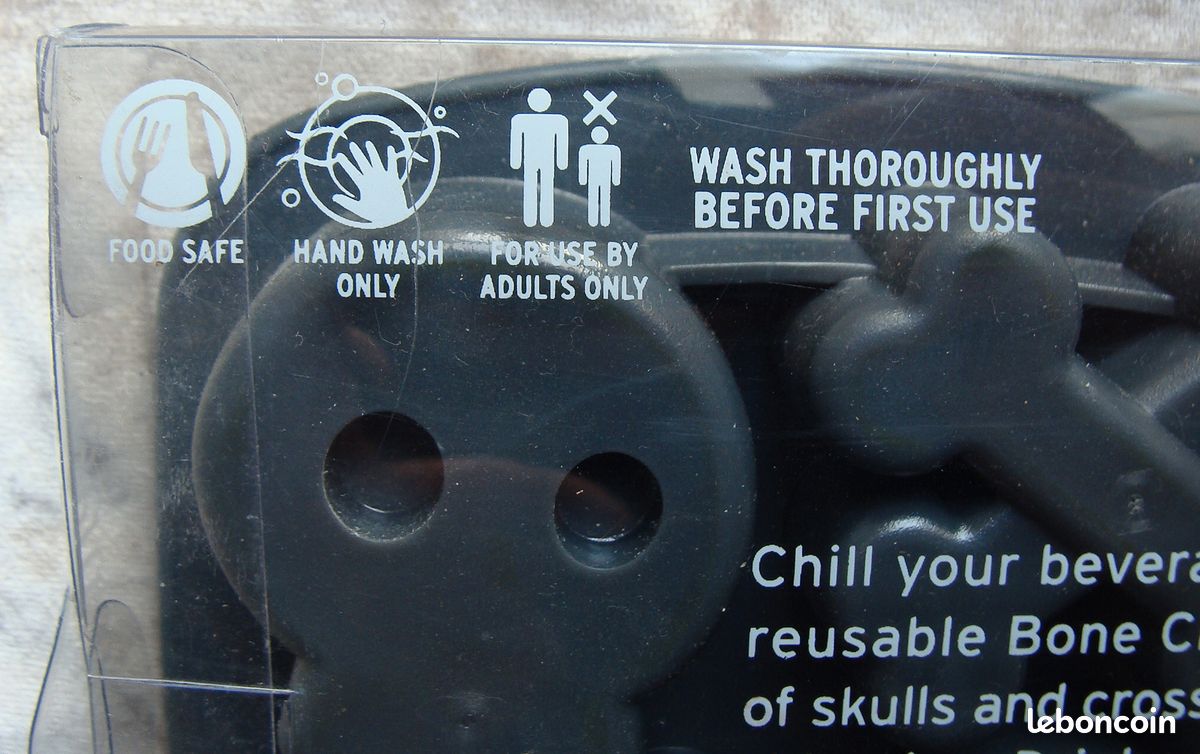 FOOD SAFE
HAND WASH
ONLY
FOR USE BY
ADULTS ONLY
WASH THOROUGHLY
BEFORE FIRST USE
Chill your bevera
reusable Bone C
of skulls and cross
leboncoin